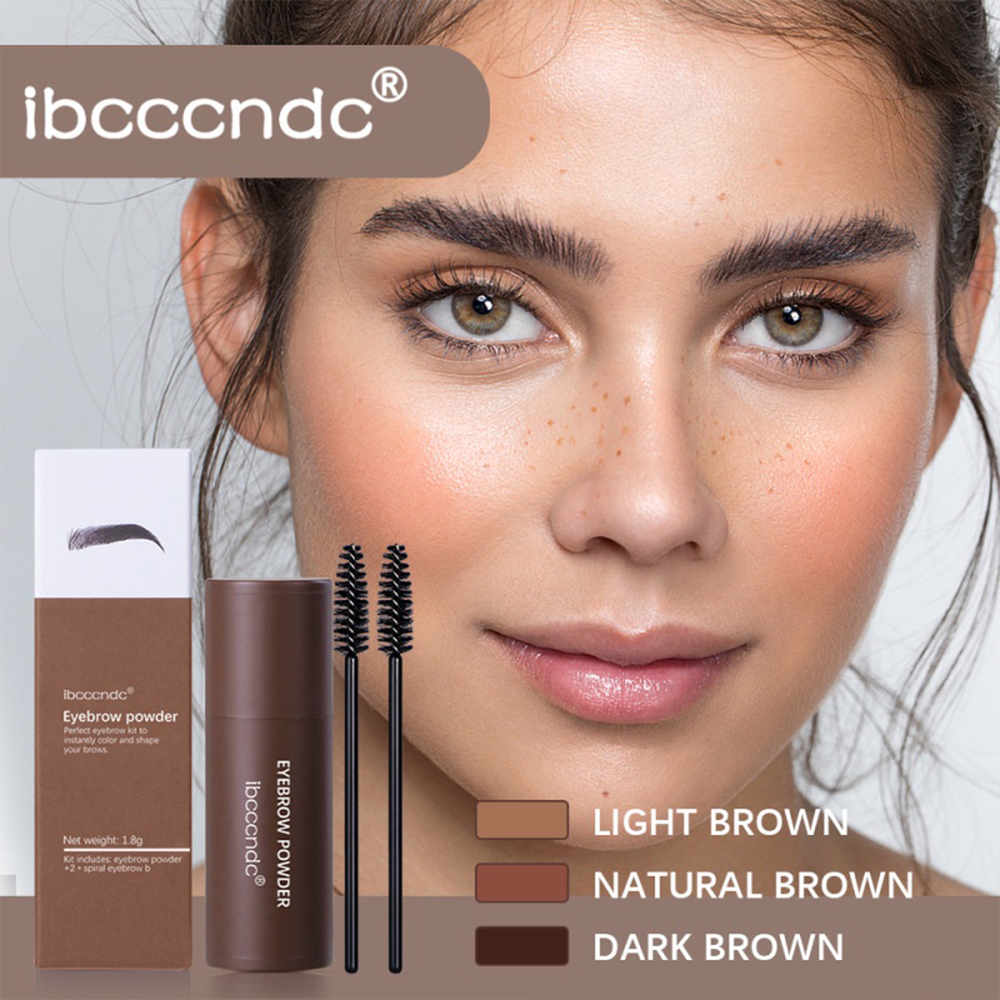 ibcccndc®
ibcccndc®
Eyebrow powder
Perfect eyebrow kit to
instantly color and shape
your brows.
Net weight: 1.8g
Kit includes: eyebrow powder
+2 * spiral eyebrow b
EYEBROW POWDER
ibcccndc®
LIGHT BROWN
NATURAL BROWN
DARK BROWN